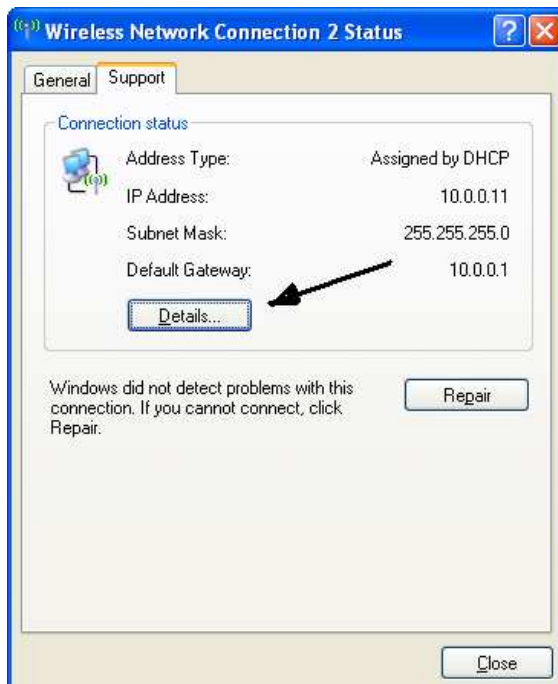 Wireless Network Connection 2 Status
General Support
Connection status
Address Type: Assigned by DHCP
IP Address: 10.0.0.11
Subnet Mask: 255.255.255.0
Default Gateway: 10.0.0.1
Details...
Windows did not detect problems with this
connection. If you cannot connect, click
Repair.
Repair
Close